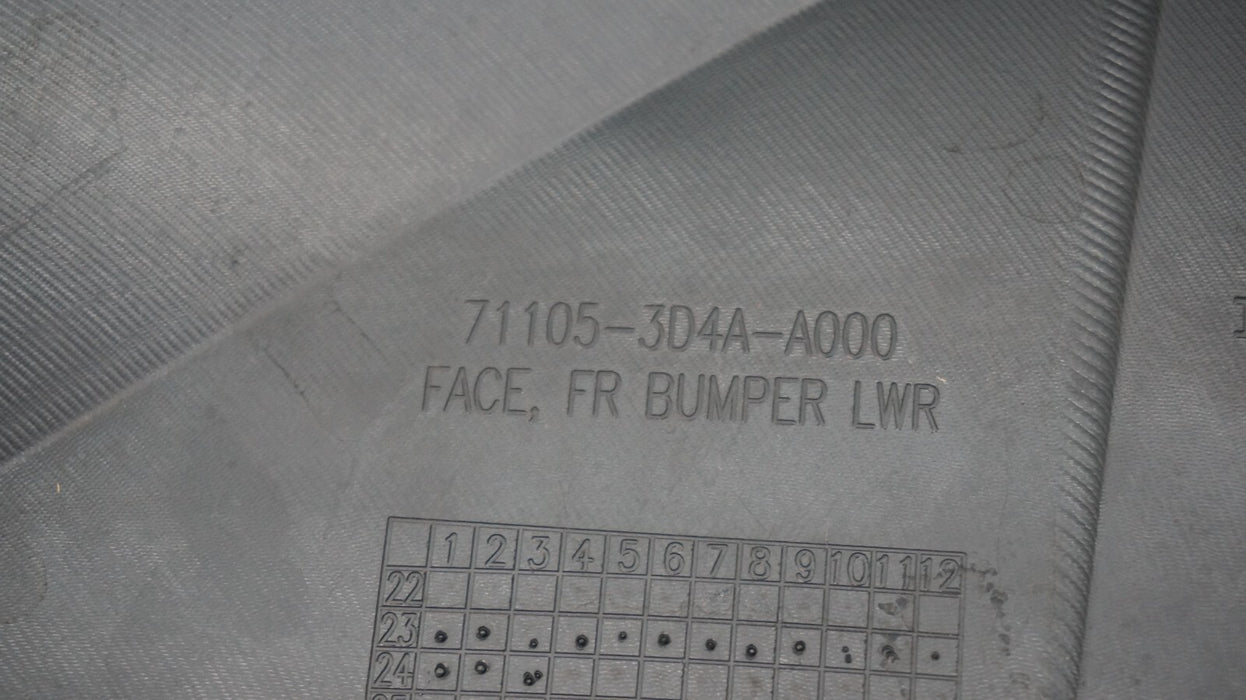 71105-3D4A-A000
FACE, FR BUMPER LWR
1 2 3 4 5 6 7 8 9 10 11 12
22
23
24